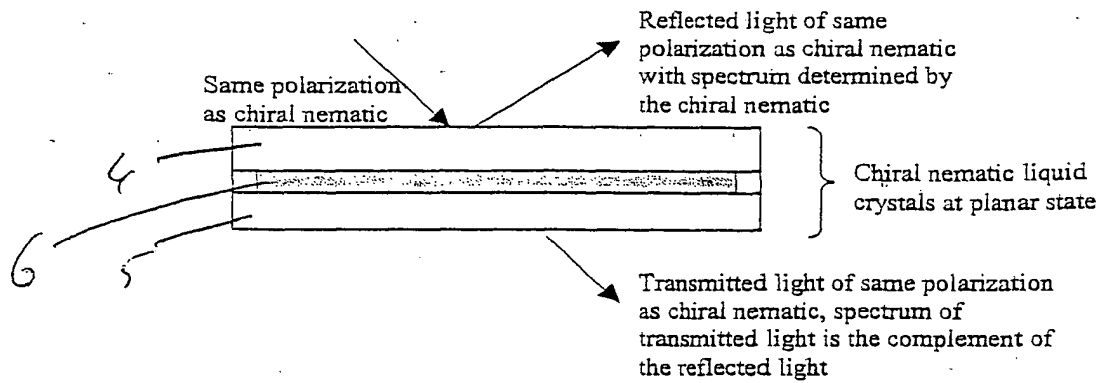 Reflected light of same
polarization as chiral nematic
with spectrum determined by
the chiral nematic
Same polarization
as chiral nematic
4
Chiral nematic liquid
crystals at planar state
6
5
Transmitted light of same polarization
as chiral nematic, spectrum of
transmitted light is the complement of
the reflected light